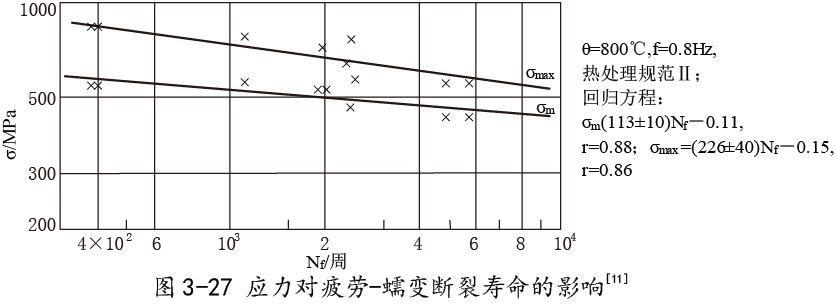 1000
500
300
200
σ/MPa
σmax
σm
4×10² 6 10³ 2 4 6 8 10⁴
Nf/周
θ=800℃,f=0.8Hz,
热处理规范Ⅱ；
回归方程：
σm(113±10)Nf－0.11,
r=0.88；σmax=(226±40)Nf－0.15,
r=0.86
图 3-27 应力对疲劳-蠕变断裂寿命的影响[11]